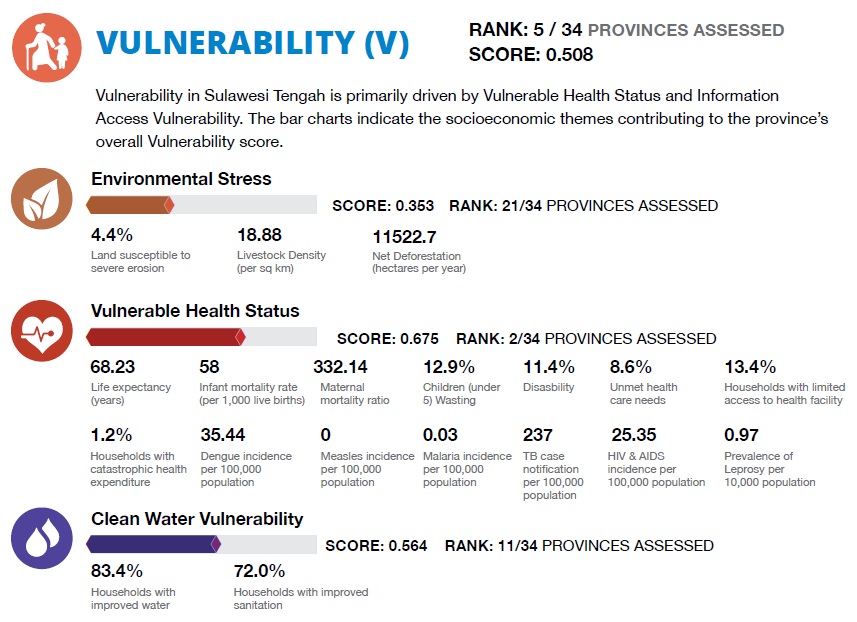 VULNERABILITY (V)
RANK: 5 / 34 PROVINCES ASSESSED
SCORE: 0.508
Vulnerability in Sulawesi Tengah is primarily driven by Vulnerable Health Status and Information
Access Vulnerability. The bar charts indicate the socioeconomic themes contributing to the province’s
overall Vulnerability score.
Environmental Stress
SCORE: 0.353 RANK: 21/34 PROVINCES ASSESSED
4.4%
Land susceptible to
severe erosion
18.88
Livestock Density
(per sq km)
11522.7
Net Deforestation
(hectares per year)
Vulnerable Health Status
SCORE: 0.675 RANK: 2/34 PROVINCES ASSESSED
68.23
Life expectancy
(years)
58
Infant mortality rate
(per 1,000 live births)
332.14
Maternal
mortality ratio
12.9%
Children (under
5) Wasting
11.4%
Disasbility
8.6%
Unmet health
care needs
13.4%
Households with limited
access to health facility
1.2%
Households with
catastrophic health
expenditure
35.44
Dengue incidence
per 100,000
population
0
Measles incidence
per 100,000
population
0.03
Malaria incidence
per 100,000
population
237
TB case
notification
per 100,000
population
25.35
HIV & AIDS
incidence per
100,000 population
0.97
Prevalence of
Leprosy per
10,000 population
Clean Water Vulnerability
SCORE: 0.564 RANK: 11/34 PROVINCES ASSESSED
83.4%
Households with
improved water
72.0%
Households with improved
sanitation